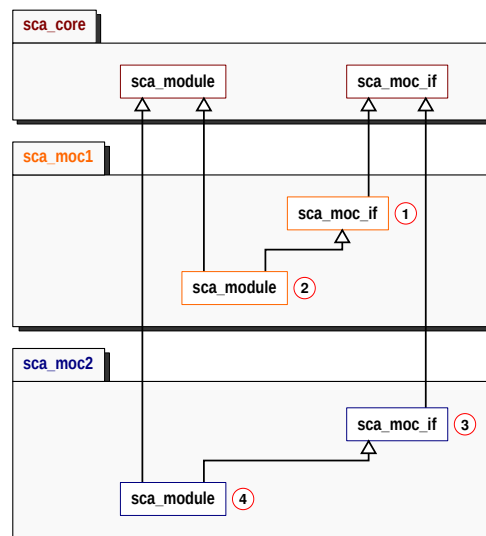 sca_core
sca_module
sca_moc_if
sca_moc1
sca_moc_if 1
sca_module 2
sca_moc2
sca_moc_if 3
sca_module 4